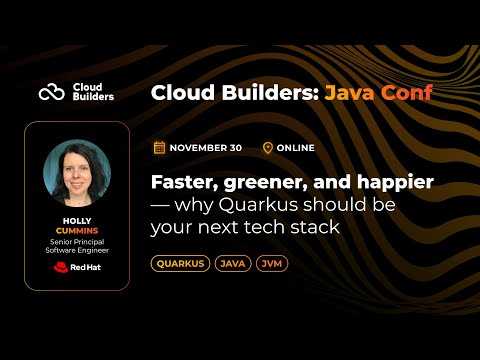 Cloud
Builders
Cloud Builders: Java Conf
NOVEMBER 30
ONLINE
Faster, greener, and happier
— why Quarkus should be
your next tech stack
QUARKUS
JAVA
JVM
HOLLY
CUMMINS
Senior Principal
Software Engineer
Red Hat